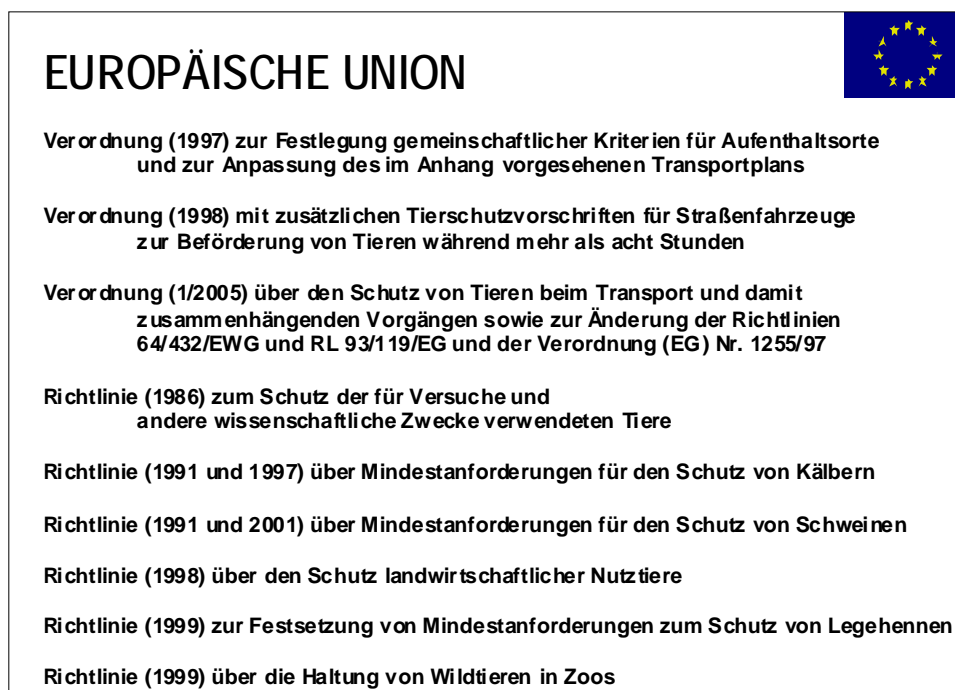 EUROPÄISCHE UNION
Verordnung (1997) zur Festlegung gemeinschaftlicher Kriterien für Aufenthaltsorte
und zur Anpassung des im Anhang vorgesehenen Transportplans
Verordnung (1998) mit zusätzlichen Tierschutzvorschriften für Straßenfahrzeuge
zur Beförderung von Tieren während mehr als acht Stunden
Verordnung (1/2005) über den Schutz von Tieren beim Transport und damit
zusammenhängenden Vorgängen sowie zur Änderung der Richtlinien
64/432/EWG und RL 93/119/EG und der Verordnung (EG) Nr. 1255/97
Richtlinie (1986) zum Schutz der für Versuche und
andere wissenschaftliche Zwecke verwendeten Tiere
Richtlinie (1991 und 1997) über Mindestanforderungen für den Schutz von Kälbern
Richtlinie (1991 und 2001) über Mindestanforderungen für den Schutz von Schweinen
Richtlinie (1998) über den Schutz landwirtschaftlicher Nutztiere
Richtlinie (1999) zur Festsetzung von Mindestanforderungen zum Schutz von Legehennen
Richtlinie (1999) über die Haltung von Wildtieren in Zoos